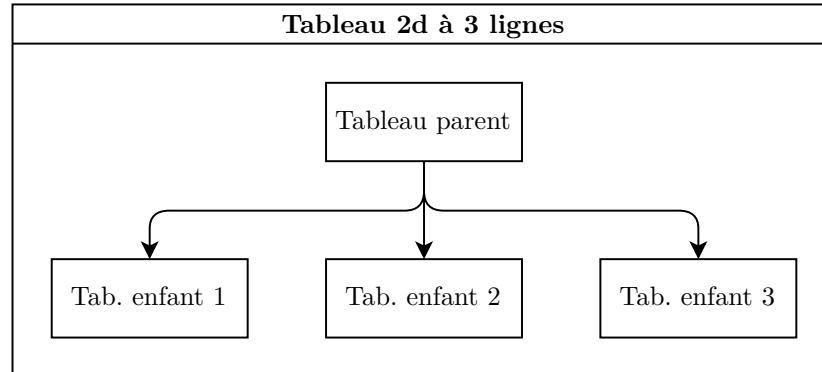 Tableau 2d à 3 lignes
Tableau parent
Tab. enfant 1
Tab. enfant 2
Tab. enfant 3